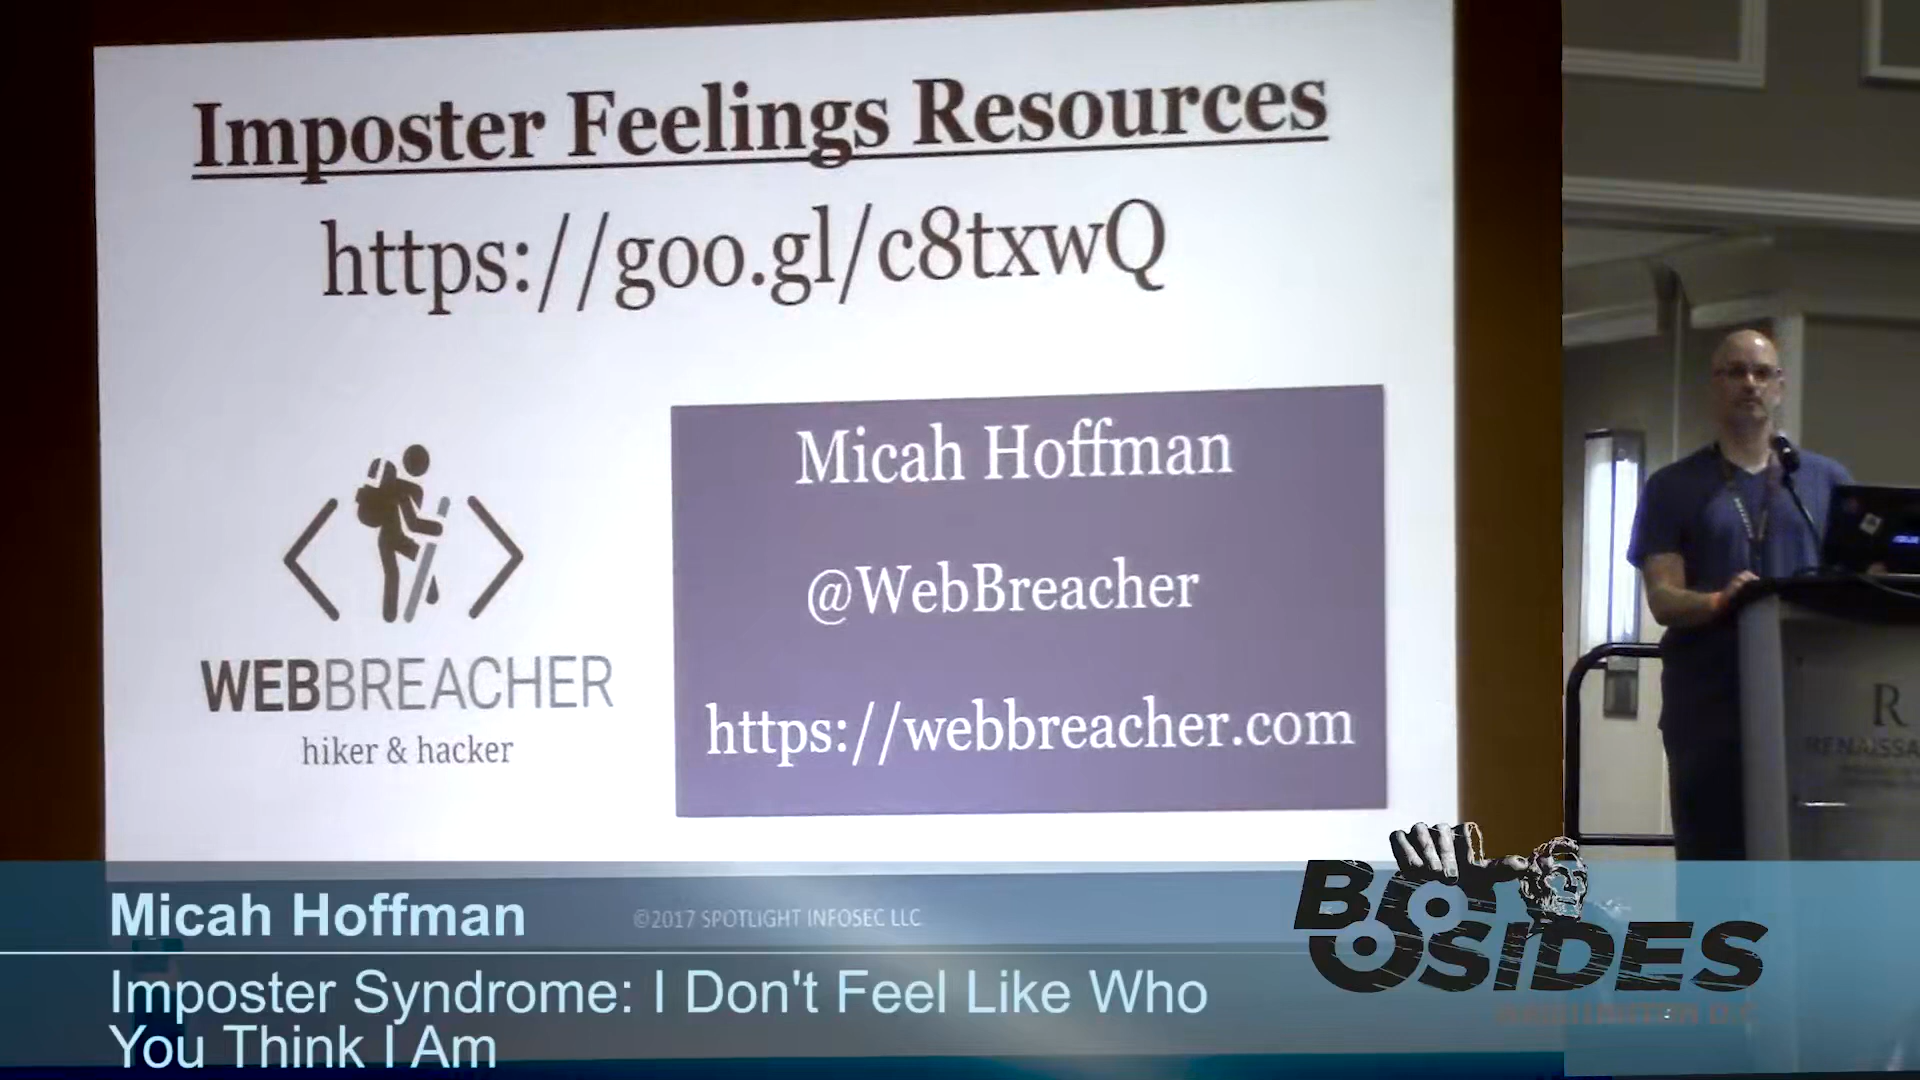 Imposter Feelings Resources
https://goo.gl/c8txwQ
Micah Hoffman
@WebBreacher
https://webbreacher.com
WEBBREACHER
hiker & hacker
R
©2017 SPOTLIGHT INFOSEC LLC
Micah Hoffman
Imposter Syndrome: I Don't Feel Like Who
You Think I Am
BSIDES